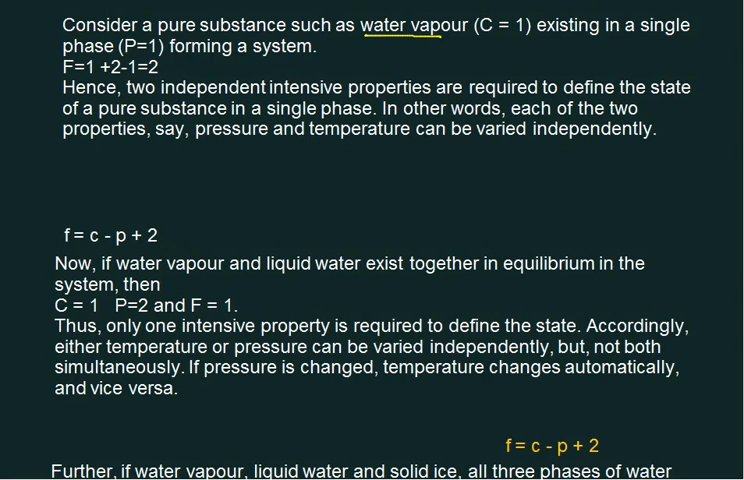 Consider a pure substance such as water vapour (C = 1) existing in a single
phase (P=1) forming a system.
F=1 +2-1=2
Hence, two independent intensive properties are required to define the state
of a pure substance in a single phase. In other words, each of the two
properties, say, pressure and temperature can be varied independently.
f = c - p + 2
Now, if water vapour and liquid water exist together in equilibrium in the
system, then
C = 1 P=2 and F = 1.
Thus, only one intensive property is required to define the state. Accordingly,
either temperature or pressure can be varied independently, but, not both
simultaneously. If pressure is changed, temperature changes automatically,
and vice versa.
f = c - p + 2
Further, if water vapour, liquid water and solid ice, all three phases of water